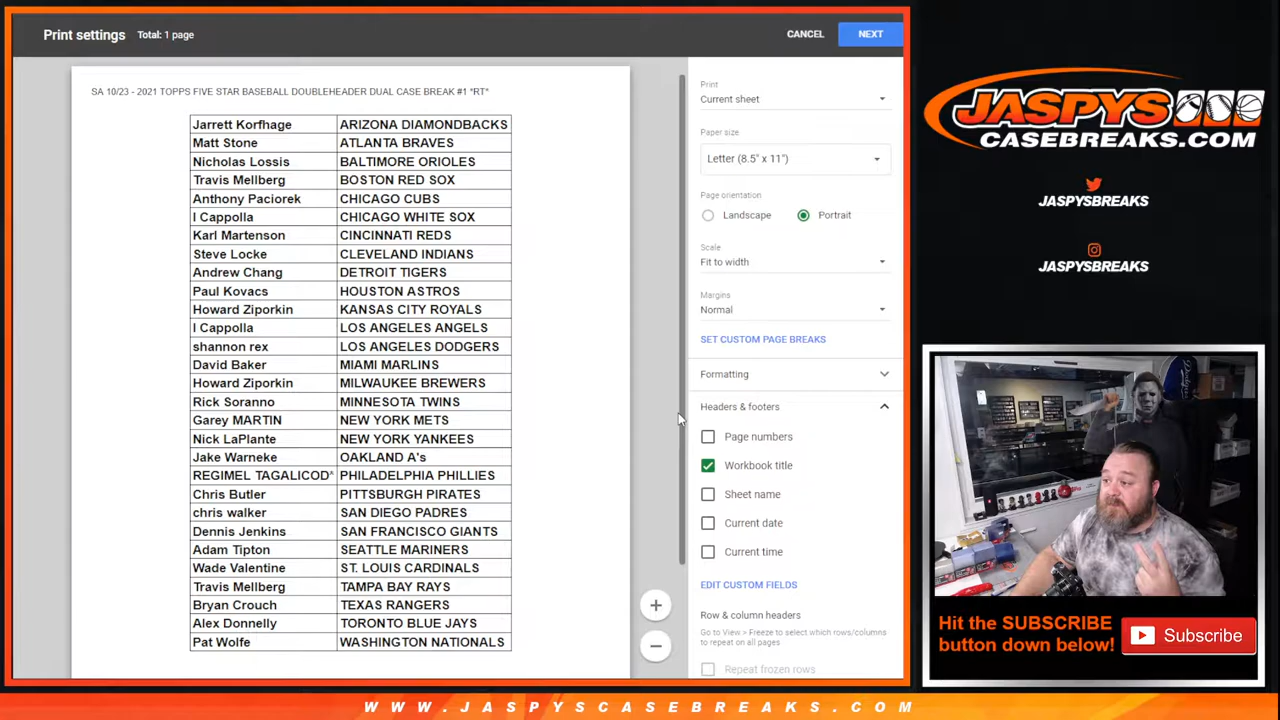 Print settings Total: 1 page
CANCEL NEXT
SA 10/23 - 2021 TOPPS FIVE STAR BASEBALL DOUBLEHEADER DUAL CASE BREAK #1 *RT*
Jarrett Korfhage ARIZONA DIAMONDBACKS
Matt Stone ATLANTA BRAVES
Nicholas Lossis BALTIMORE ORIOLES
Travis Mellberg BOSTON RED SOX
Anthony Paciorek CHICAGO CUBS
I Cappolla CHICAGO WHITE SOX
Karl Martenson CINCINNATI REDS
Steve Locke CLEVELAND INDIANS
Andrew Chang DETROIT TIGERS
Paul Kovacs HOUSTON ASTROS
Howard Ziporkin KANSAS CITY ROYALS
I Cappolla LOS ANGELES ANGELS
shannon rex LOS ANGELES DODGERS
David Baker MIAMI MARLINS
Howard Ziporkin MILWAUKEE BREWERS
Rick Soranno MINNESOTA TWINS
Garey MARTIN NEW YORK METS
Nick LaPlante NEW YORK YANKEES
Jake Warneke OAKLAND A's
REGIMEL TAGALICOD* PHILADELPHIA PHILLIES
Chris Butler PITTSBURGH PIRATES
chris walker SAN DIEGO PADRES
Dennis Jenkins SAN FRANCISCO GIANTS
Adam Tipton SEATTLE MARINERS
Wade Valentine ST. LOUIS CARDINALS
Travis Mellberg TAMPA BAY RAYS
Bryan Crouch TEXAS RANGERS
Alex Donnelly TORONTO BLUE JAYS
Pat Wolfe WASHINGTON NATIONALS
Print
Current sheet
Paper size
Letter (8.5" x 11")
Page orientation
Landscape Portrait
Scale
Fit to width
Margins
Normal
SET CUSTOM PAGE BREAKS
Formatting
Headers & footers
Page numbers
Workbook title
Sheet name
Current date
Current time
EDIT CUSTOM FIELDS
Row & column headers
Go to View > Freeze to select which rows/columns
to repeat on all pages
Repeat frozen rows
JASPYS
CASEBREAKS.COM
JASPYSBREAKS
JASPYSBREAKS
Dodgers
Hit the SUBSCRIBE
button down below!
Subscribe
WWW.JASPYSCASEBREAKS.COM